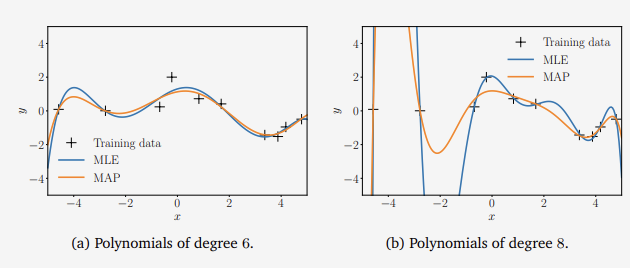 4
2
0
−2
−4
y
Training data
MLE
MAP
−4 −2 0 2 4
x
(a) Polynomials of degree 6.
4
2
0
−2
−4
y
Training data
MLE
MAP
−4 −2 0 2 4
x
(b) Polynomials of degree 8.